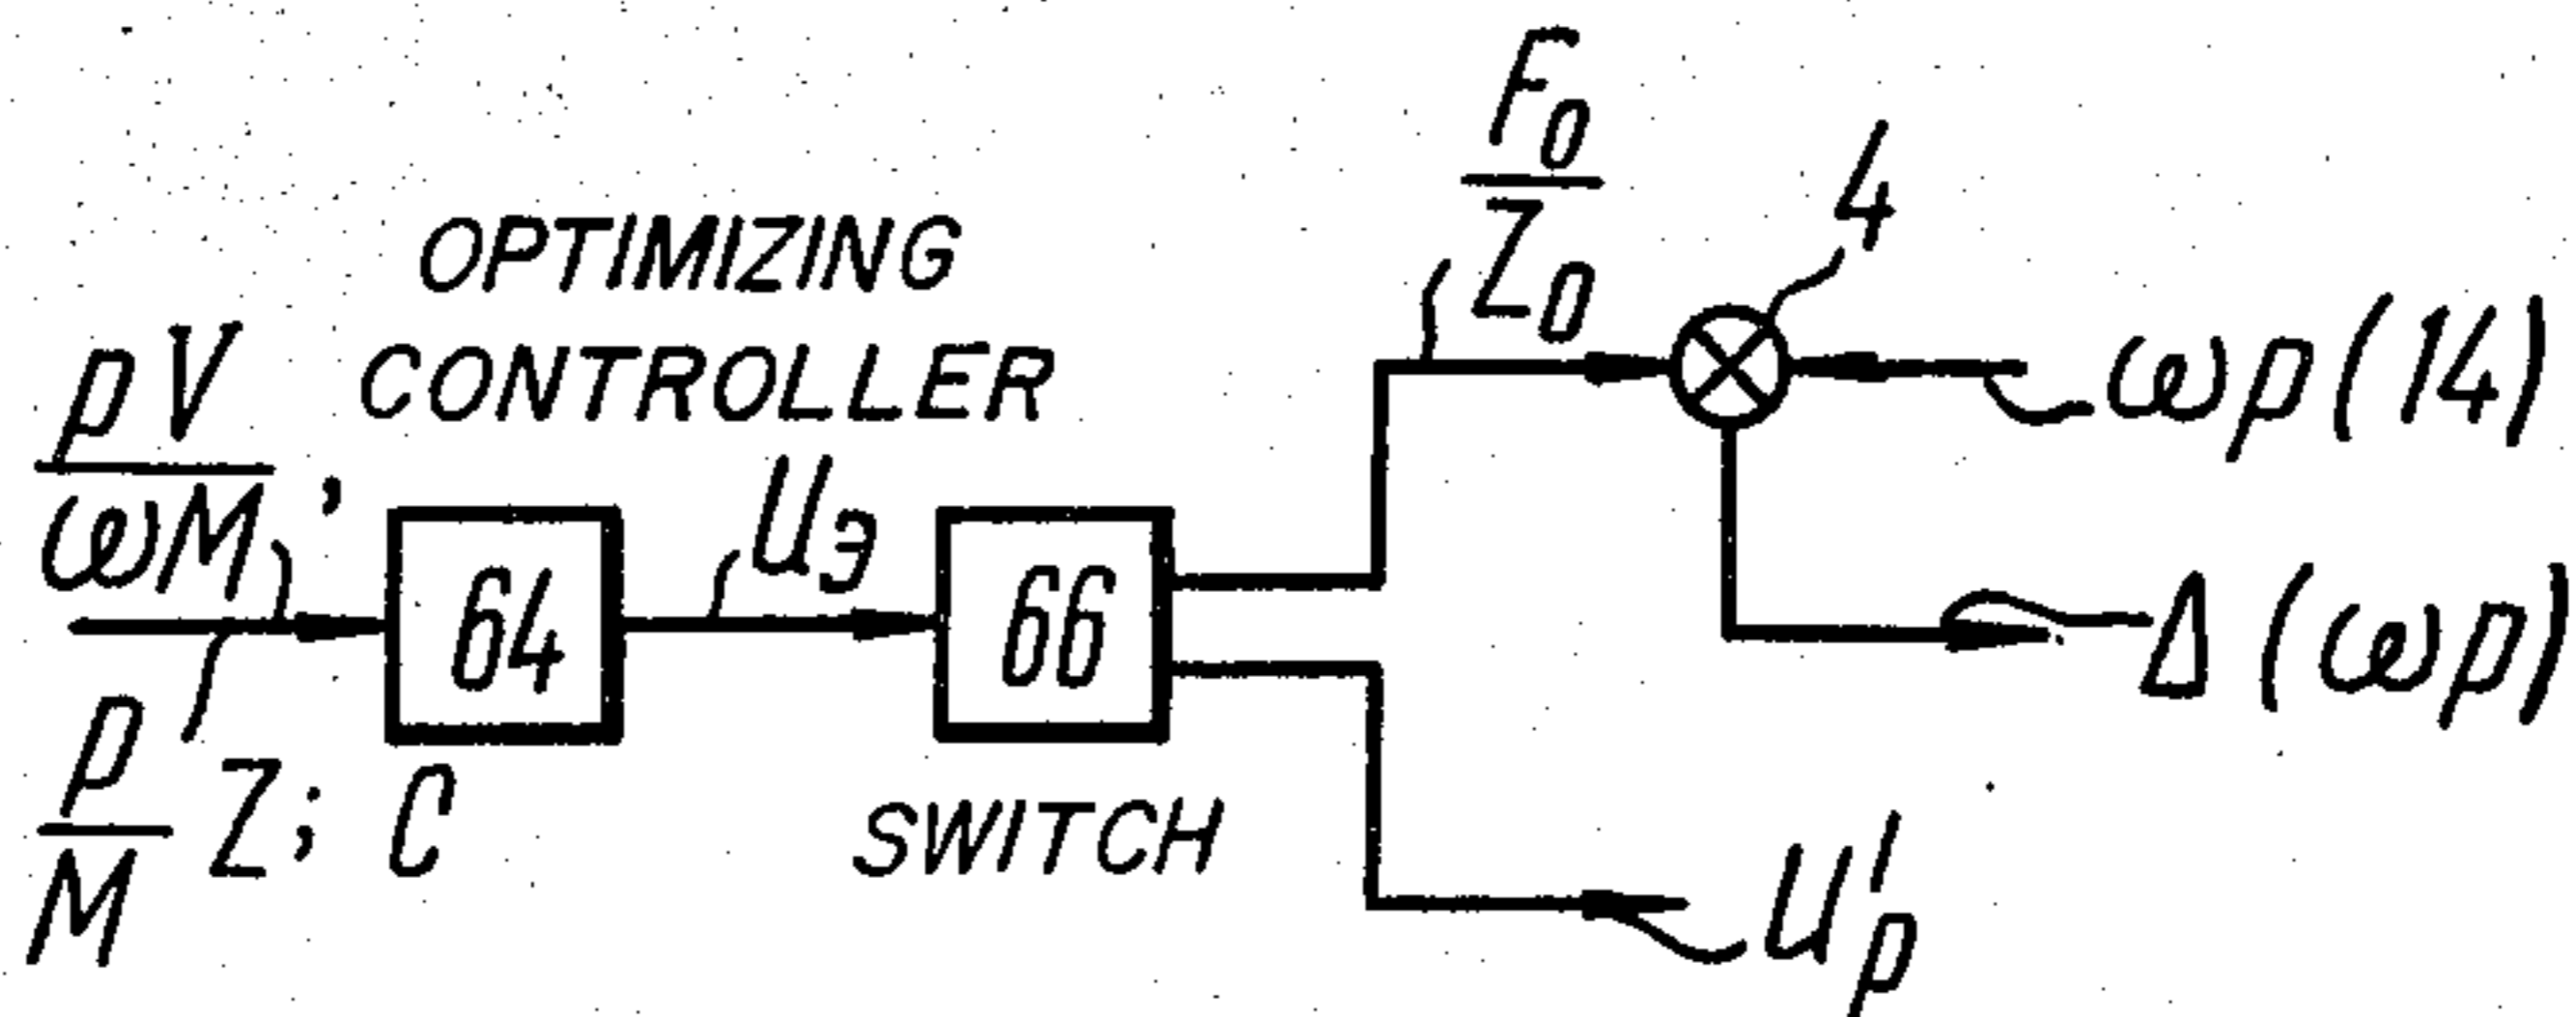 OPTIMIZING
CONTROLLER
pV
ωM ,
p
M
Z; C
64
Uэ
66
SWITCH
F0
Z0
4
ωp(14)
Δ(ωp)
U'p